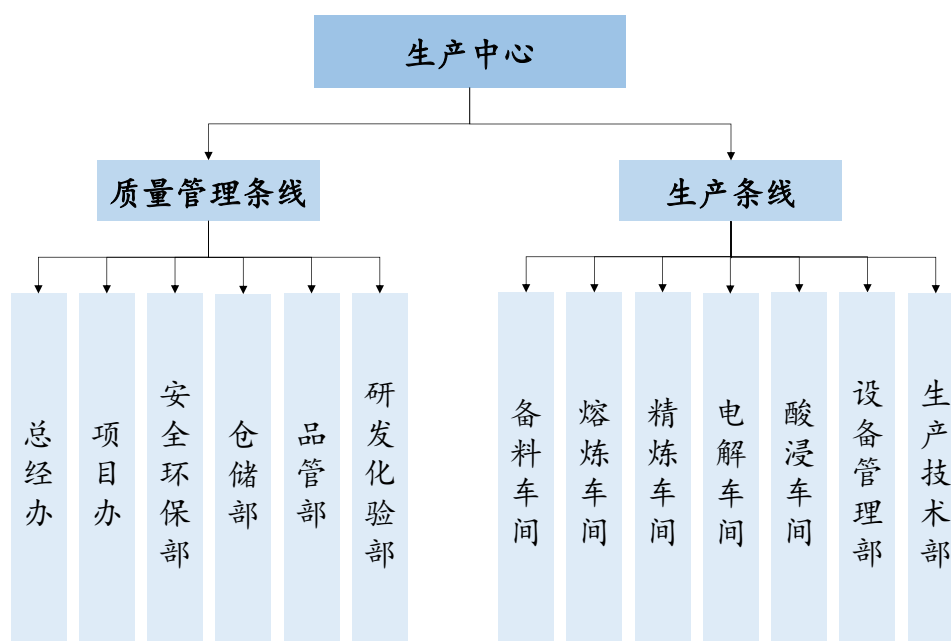 生产中心
质量管理条线
生产条线
总经办
项目办
安全环保部
仓储部
品管部
研发化验部
备料车间
熔炼车间
精炼车间
电解车间
酸浸车间
设备管理部
生产技术部